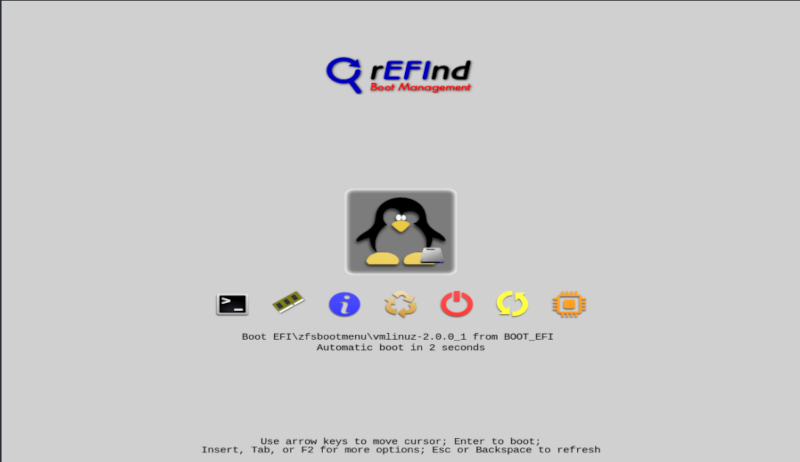 rEFInd
Boot Management
>_
i
Boot EFI\zfsbootmenu\vmlinuz-2.0.0_1 from BOOT_EFI
Automatic boot in 2 seconds
Use arrow keys to move cursor; Enter to boot;
Insert, Tab, or F2 for more options; Esc or Backspace to refresh